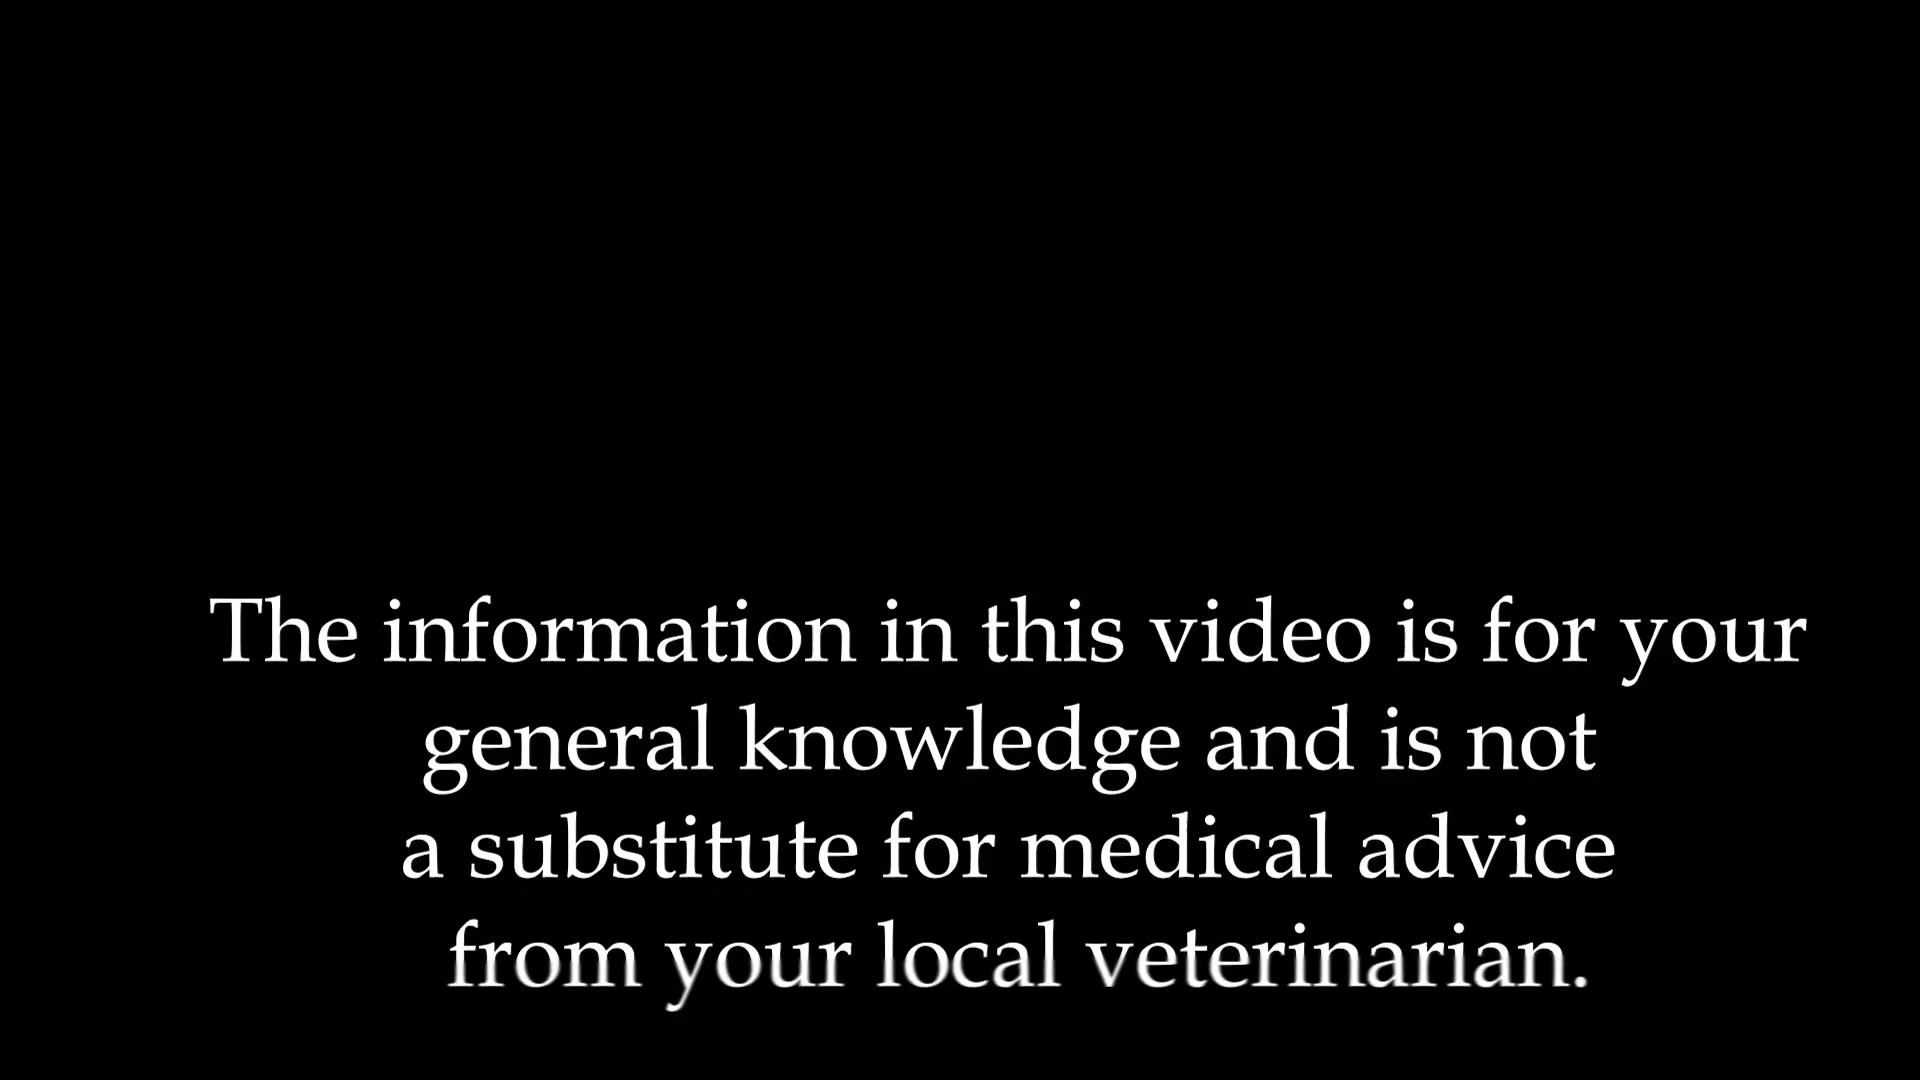 The information in this video is for your
general knowledge and is not
a substitute for medical advice
from your local veterinarian.